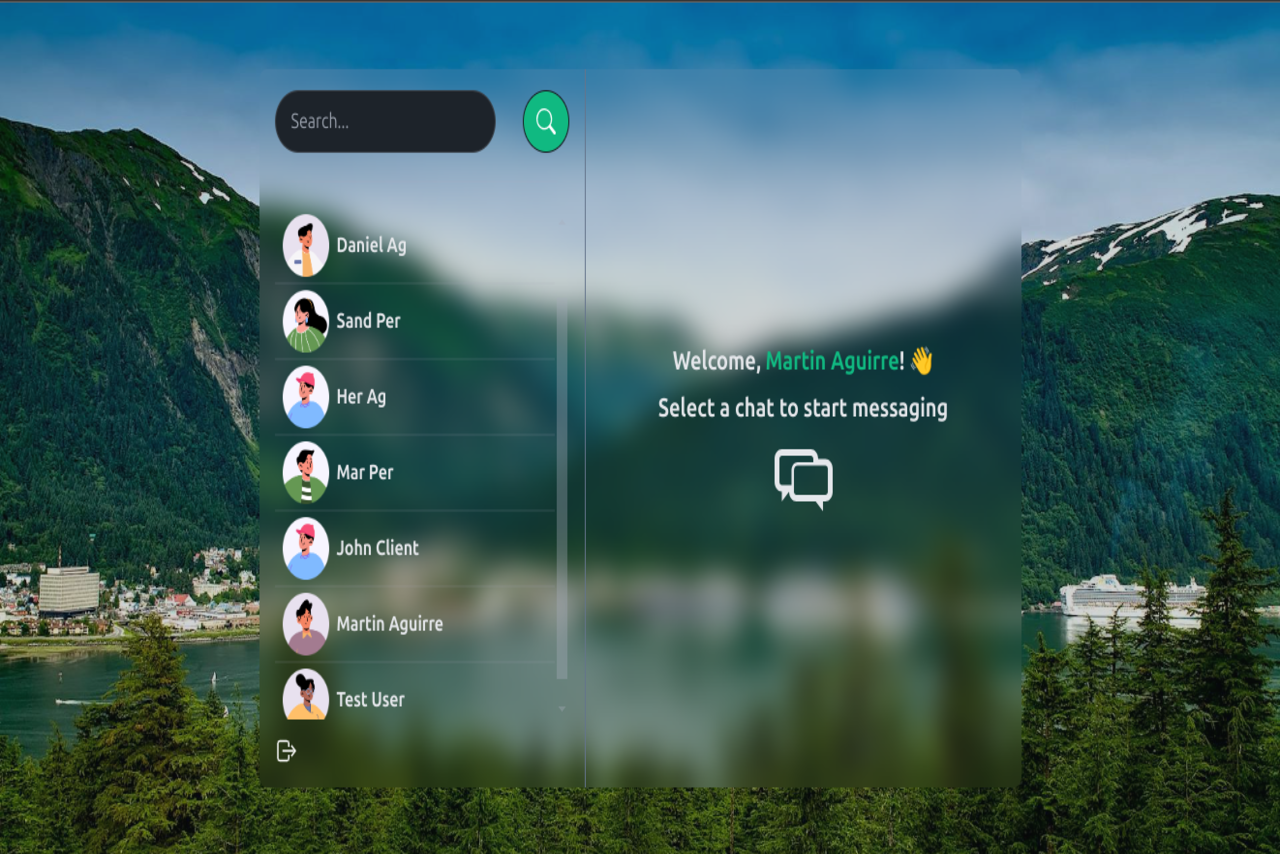 Search...
Daniel Ag
Sand Per
Her Ag
Mar Per
John Client
Martin Aguirre
Test User
Welcome, Martin Aguirre! 👋
Select a chat to start messaging